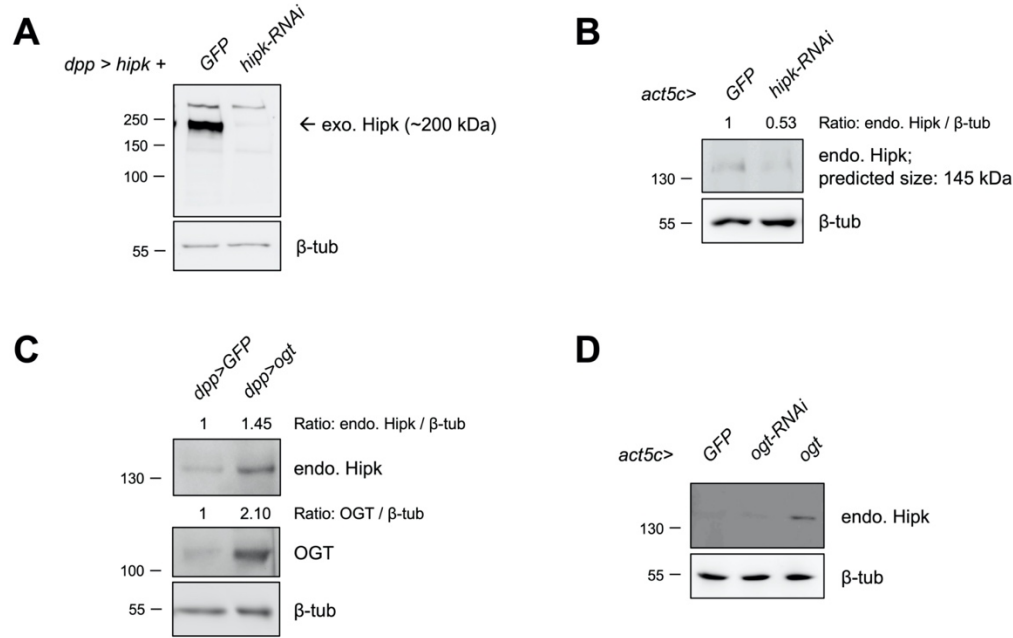 A
dpp > hipk +
GFP
hipk-RNAi
250
150
100
← exo. Hipk (~200 kDa)
55
β-tub
B
act5c>
GFP
hipk-RNAi
1 0.53 Ratio: endo. Hipk / β-tub
130
endo. Hipk;
predicted size: 145 kDa
55
β-tub
C
dpp>GFP
dpp>ogt
1 1.45 Ratio: endo. Hipk / β-tub
130
endo. Hipk
1 2.10 Ratio: OGT / β-tub
OGT
100
55
β-tub
D
act5c>
GFP
ogt-RNAi
ogt
130
endo. Hipk
55
β-tub